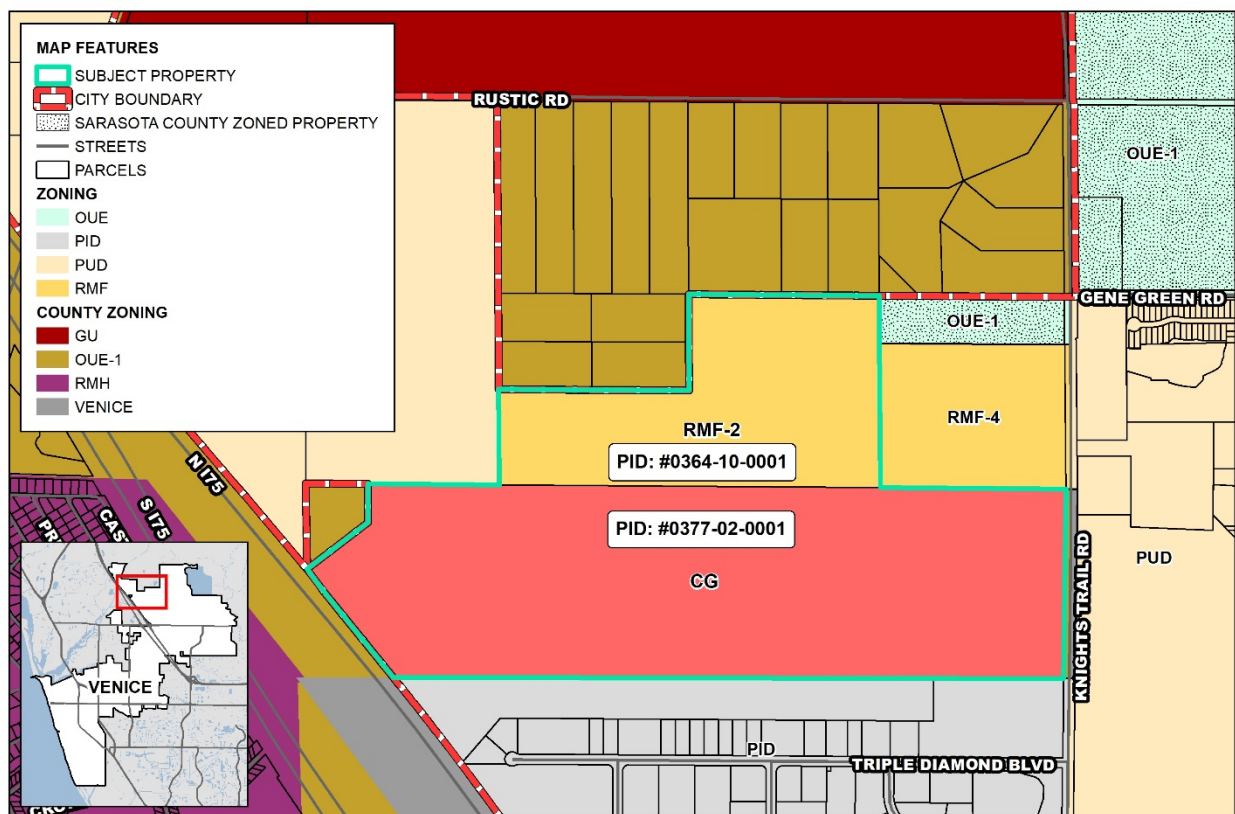 MAP FEATURES
SUBJECT PROPERTY
CITY BOUNDARY
SARASOTA COUNTY ZONED PROPERTY
STREETS
PARCELS
ZONING
OUE
PID
PUD
RMF
COUNTY ZONING
GU
OUE-1
RMH
VENICE
RUSTIC RD
OUE-1
GENE GREEN RD
OUE-1
RMF-4
RMF-2
PID: #0364-10-0001
N I75
S I75
PID: #0377-02-0001
CG
PUD
KNIGHTS TRAIL RD
VENICE
PID
TRIPLE DIAMOND BLVD